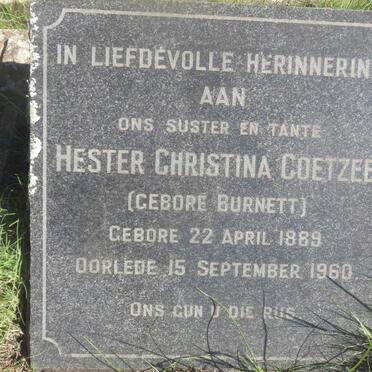 IN LIEFDEVOLLE HERINNERIN
AAN
ONS SUSTER EN TANTE
HESTER CHRISTINA COETZEE
(GEBORE BURNETT)
GEBORE 22 APRIL 1889
OORLEDE 15 SEPTEMBER 1960
ONS GUN U DIE RUS